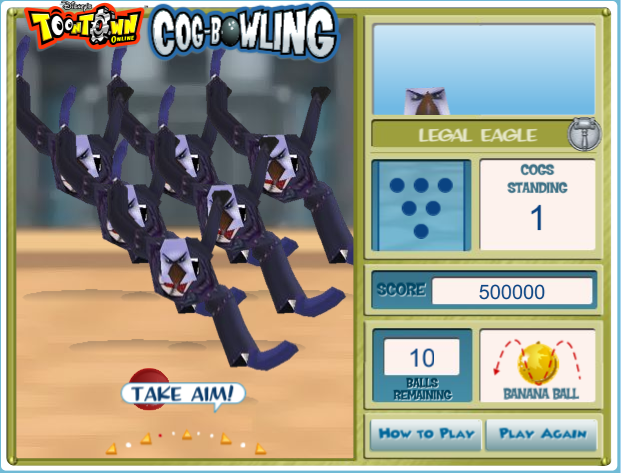 Disney's
TOONTOWN
ONLINE
COG-BOWLING
LEGAL EAGLE
COGS
STANDING
1
SCORE
500000
10
BALLS
REMAINING
BANANA BALL
TAKE AIM!
HOW TO PLAY
PLAY AGAIN